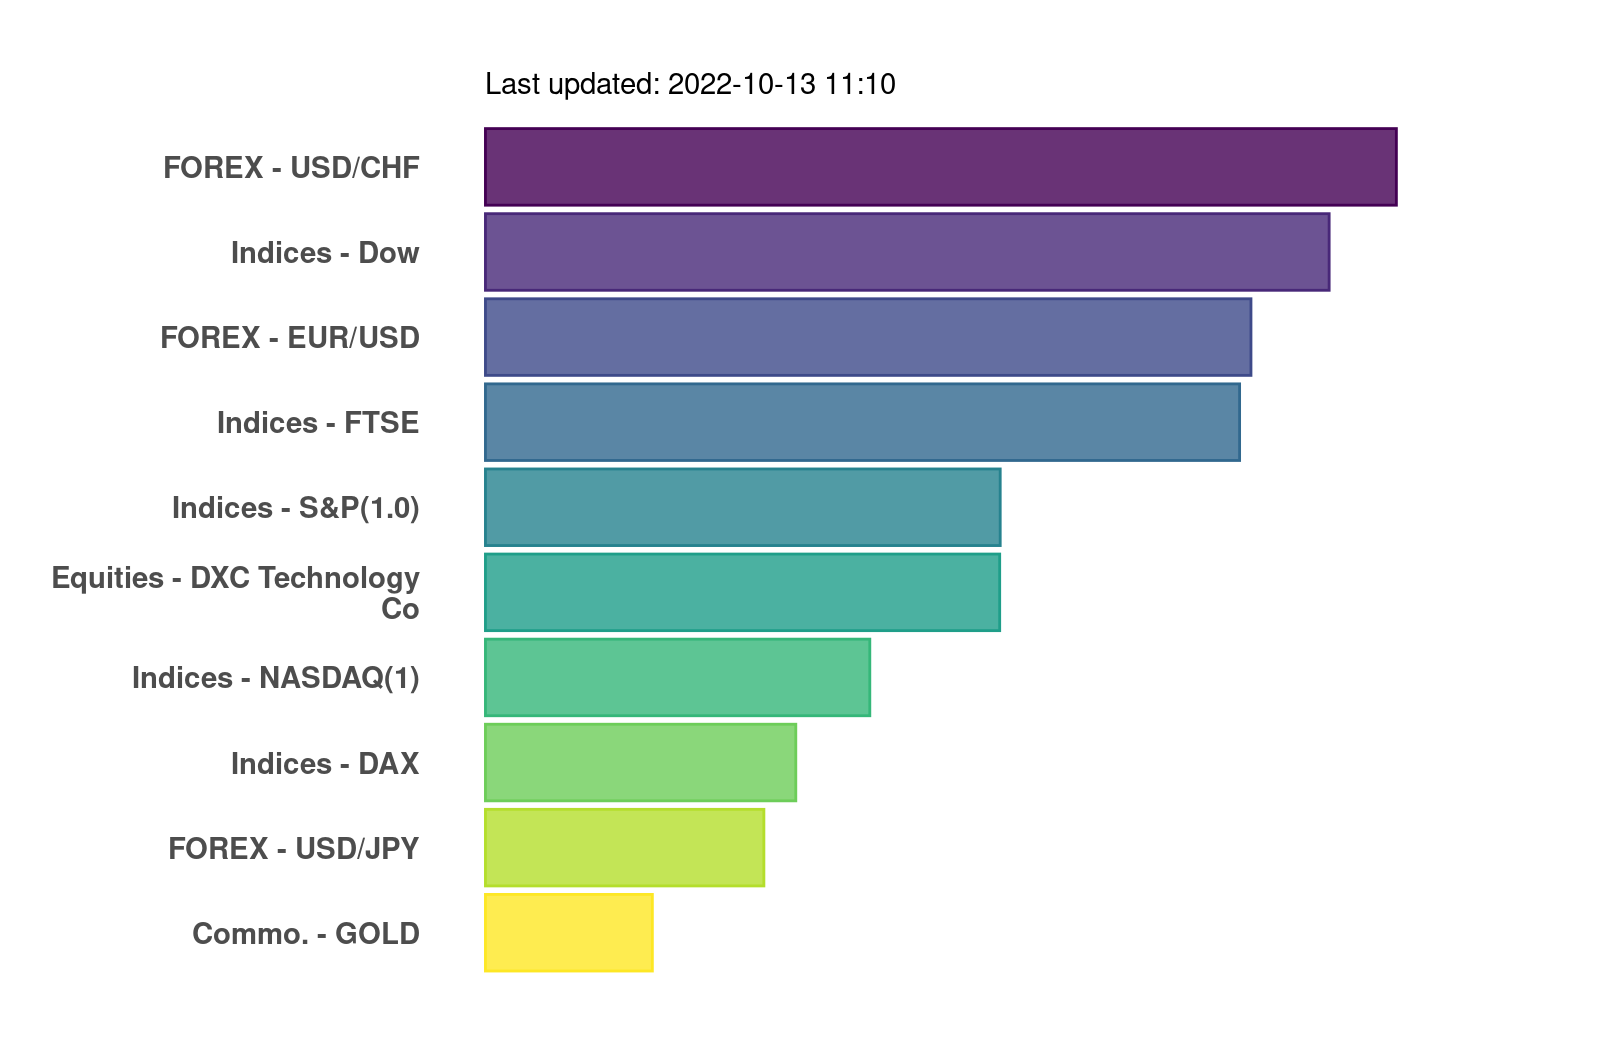 Last updated: 2022-10-13 11:10
FOREX - USD/CHF
Indices - Dow
FOREX - EUR/USD
Indices - FTSE
Indices - S&P(1.0)
Equities - DXC Technology
Co
Indices - NASDAQ(1)
Indices - DAX
FOREX - USD/JPY
Commo. - GOLD